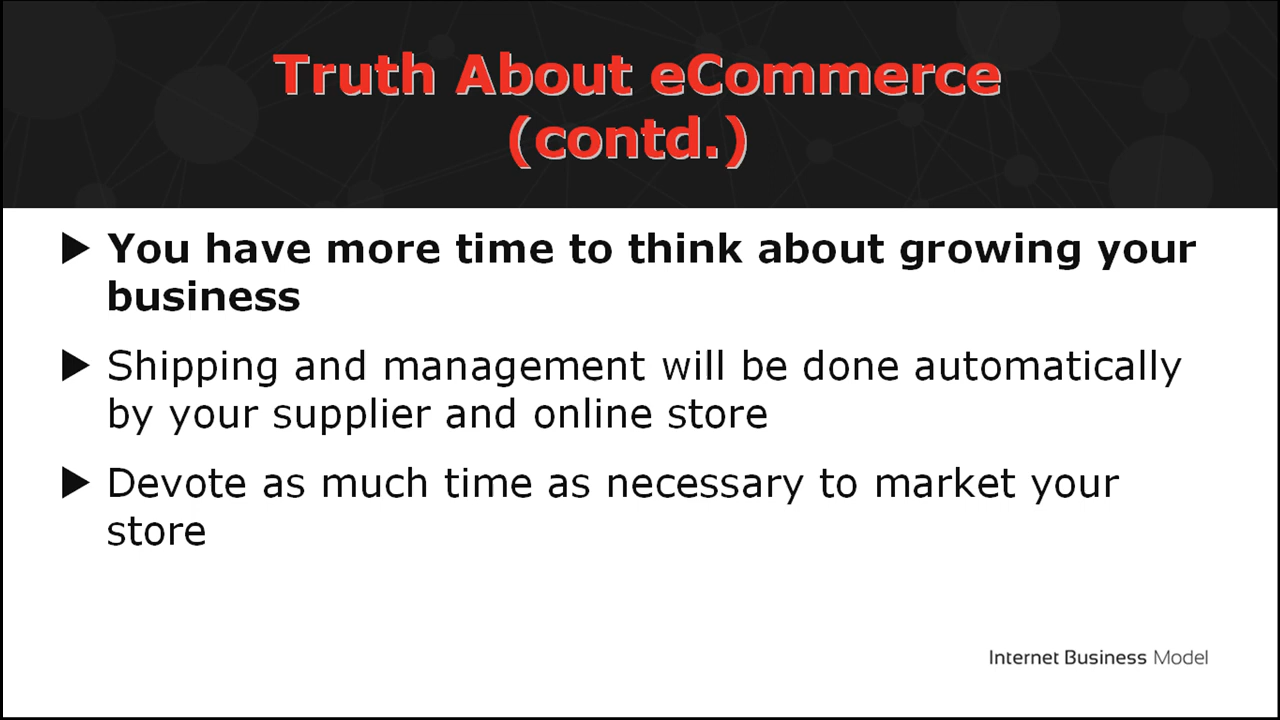 Truth About eCommerce
(contd.)
You have more time to think about growing your
business
Shipping and management will be done automatically
by your supplier and online store
Devote as much time as necessary to market your
store
Internet Business Model